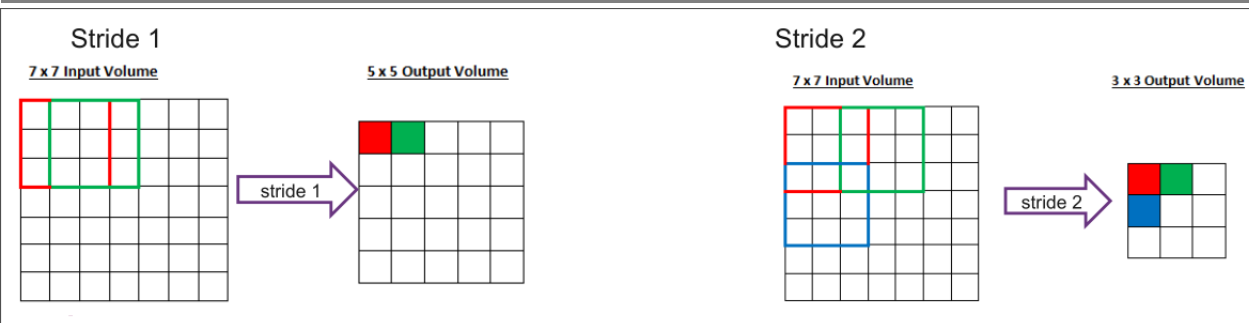 Stride 1
7 x 7 Input Volume
5 x 5 Output Volume
stride 1
Stride 2
7 x 7 Input Volume
3 x 3 Output Volume
stride 2